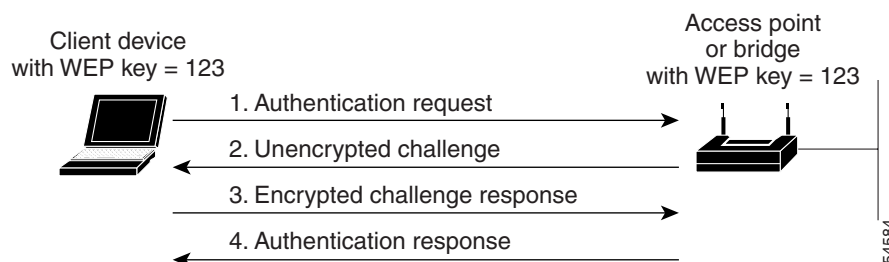 Client device
with WEP key = 123
Access point
or bridge
with WEP key = 123
1. Authentication request
2. Unencrypted challenge
3. Encrypted challenge response
4. Authentication response
54584